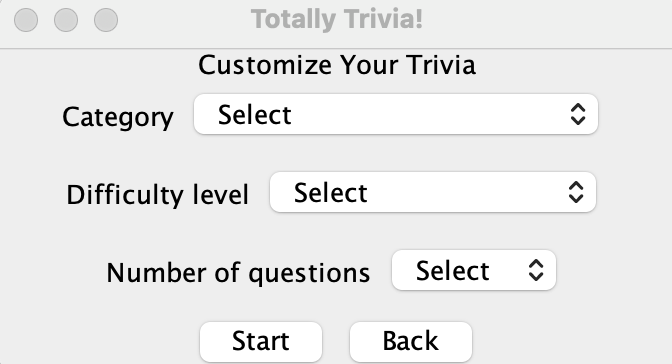 Totally Trivia!
Customize Your Trivia
Category Select
Difficulty level Select
Number of questions Select
Start Back